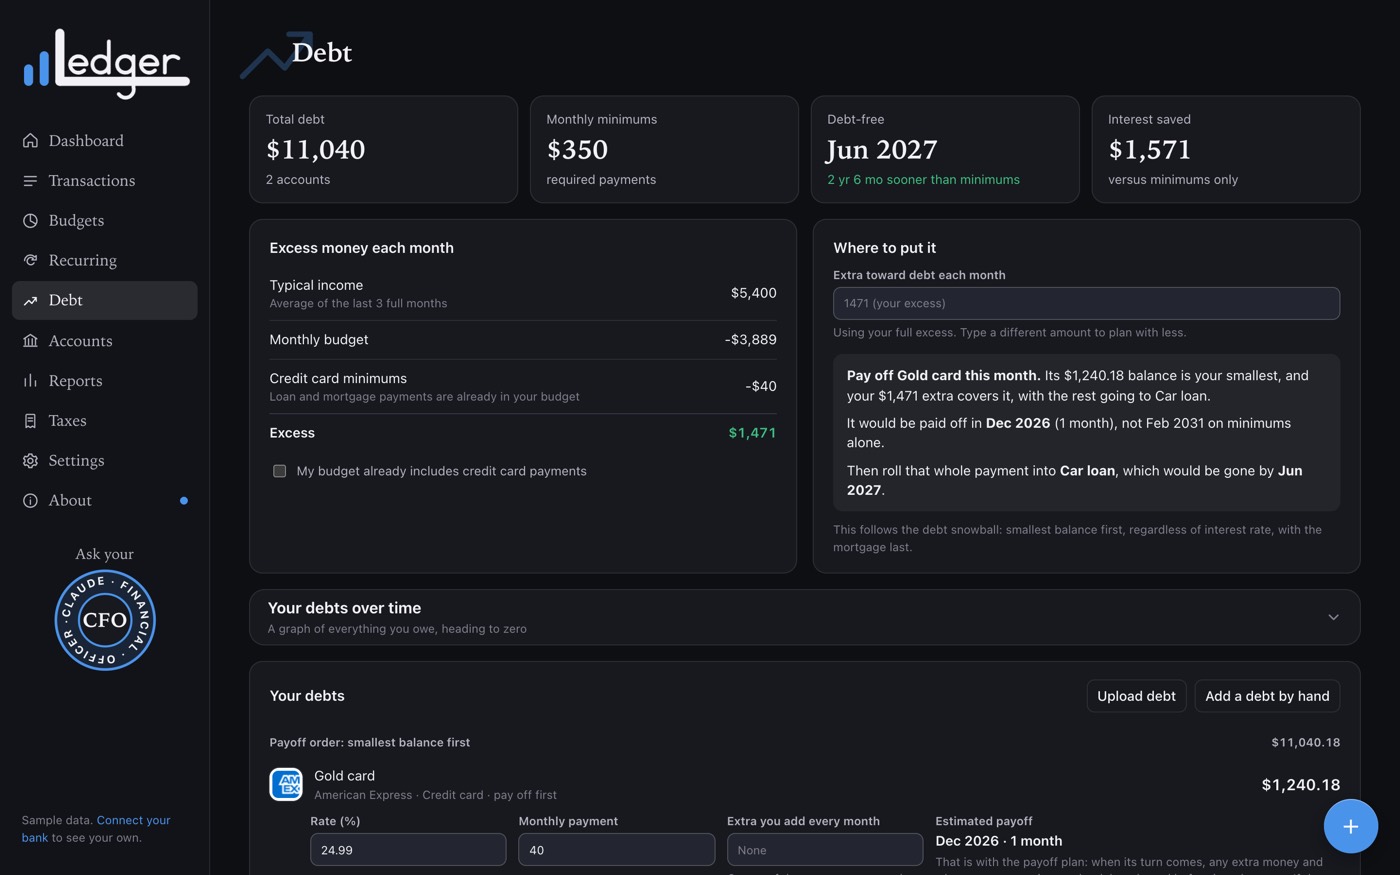 Ledger
Dashboard
Transactions
Budgets
Recurring
Debt
Accounts
Reports
Taxes
Settings
About
Ask your
CLAUDE · FINANCIAL · OFFICER ·
CFO
Sample data. Connect your
bank to see your own.
Debt
Total debt
$11,040
2 accounts
Monthly minimums
$350
required payments
Debt-free
Jun 2027
2 yr 6 mo sooner than minimums
Interest saved
$1,571
versus minimums only
Excess money each month
Typical income
Average of the last 3 full months
$5,400
Monthly budget
-$3,889
Credit card minimums
Loan and mortgage payments are already in your budget
-$40
Excess
$1,471
My budget already includes credit card payments
Where to put it
Extra toward debt each month
1471 (your excess)
Using your full excess. Type a different amount to plan with less.
Pay off Gold card this month. Its $1,240.18 balance is your smallest, and
your $1,471 extra covers it, with the rest going to Car loan.
It would be paid off in Dec 2026 (1 month), not Feb 2031 on minimums
alone.
Then roll that whole payment into Car loan, which would be gone by Jun
2027.
This follows the debt snowball: smallest balance first, regardless of interest rate, with the
mortgage last.
Your debts over time
A graph of everything you owe, heading to zero
Your debts
Upload debt
Add a debt by hand
Payoff order: smallest balance first
$11,040.18
AM
EX
Gold card
American Express · Credit card · pay off first
$1,240.18
Rate (%)
24.99
Monthly payment
40
Extra you add every month
None
Estimated payoff
Dec 2026 · 1 month
That is with the payoff plan: when its turn comes, any extra money and